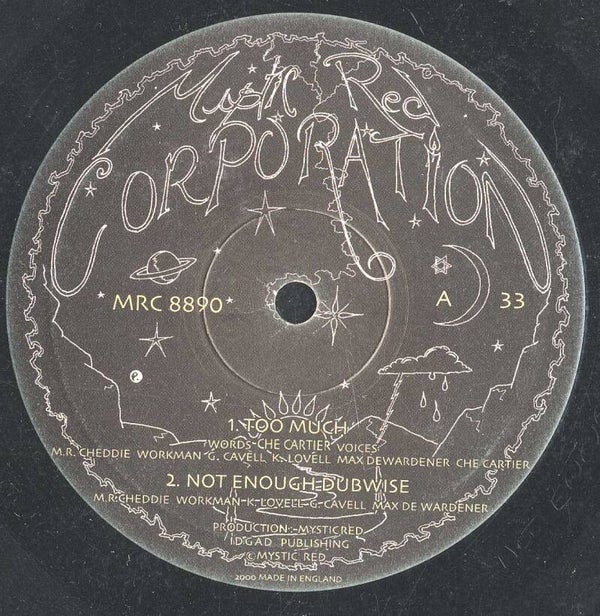 Mystic Red
CORPORATION
MRC 8890
A 33
1. TOO MUCH
WORDS-CHE CARTIER VOICES
M.R. CHEDDIE WORKMAN G. CAVELL K. LOVELL MAX DEWARDENER CHE CARTIER
2. NOT ENOUGH DUBWISE
M.R. CHEDDIE WORKMAN-K LOVELL-G. CAVELL MAX DE WARDENER
PRODUCTION:-MYSTICRED
IDGAD PUBLISHING
©MYSTIC RED
2000 MADE IN ENGLAND